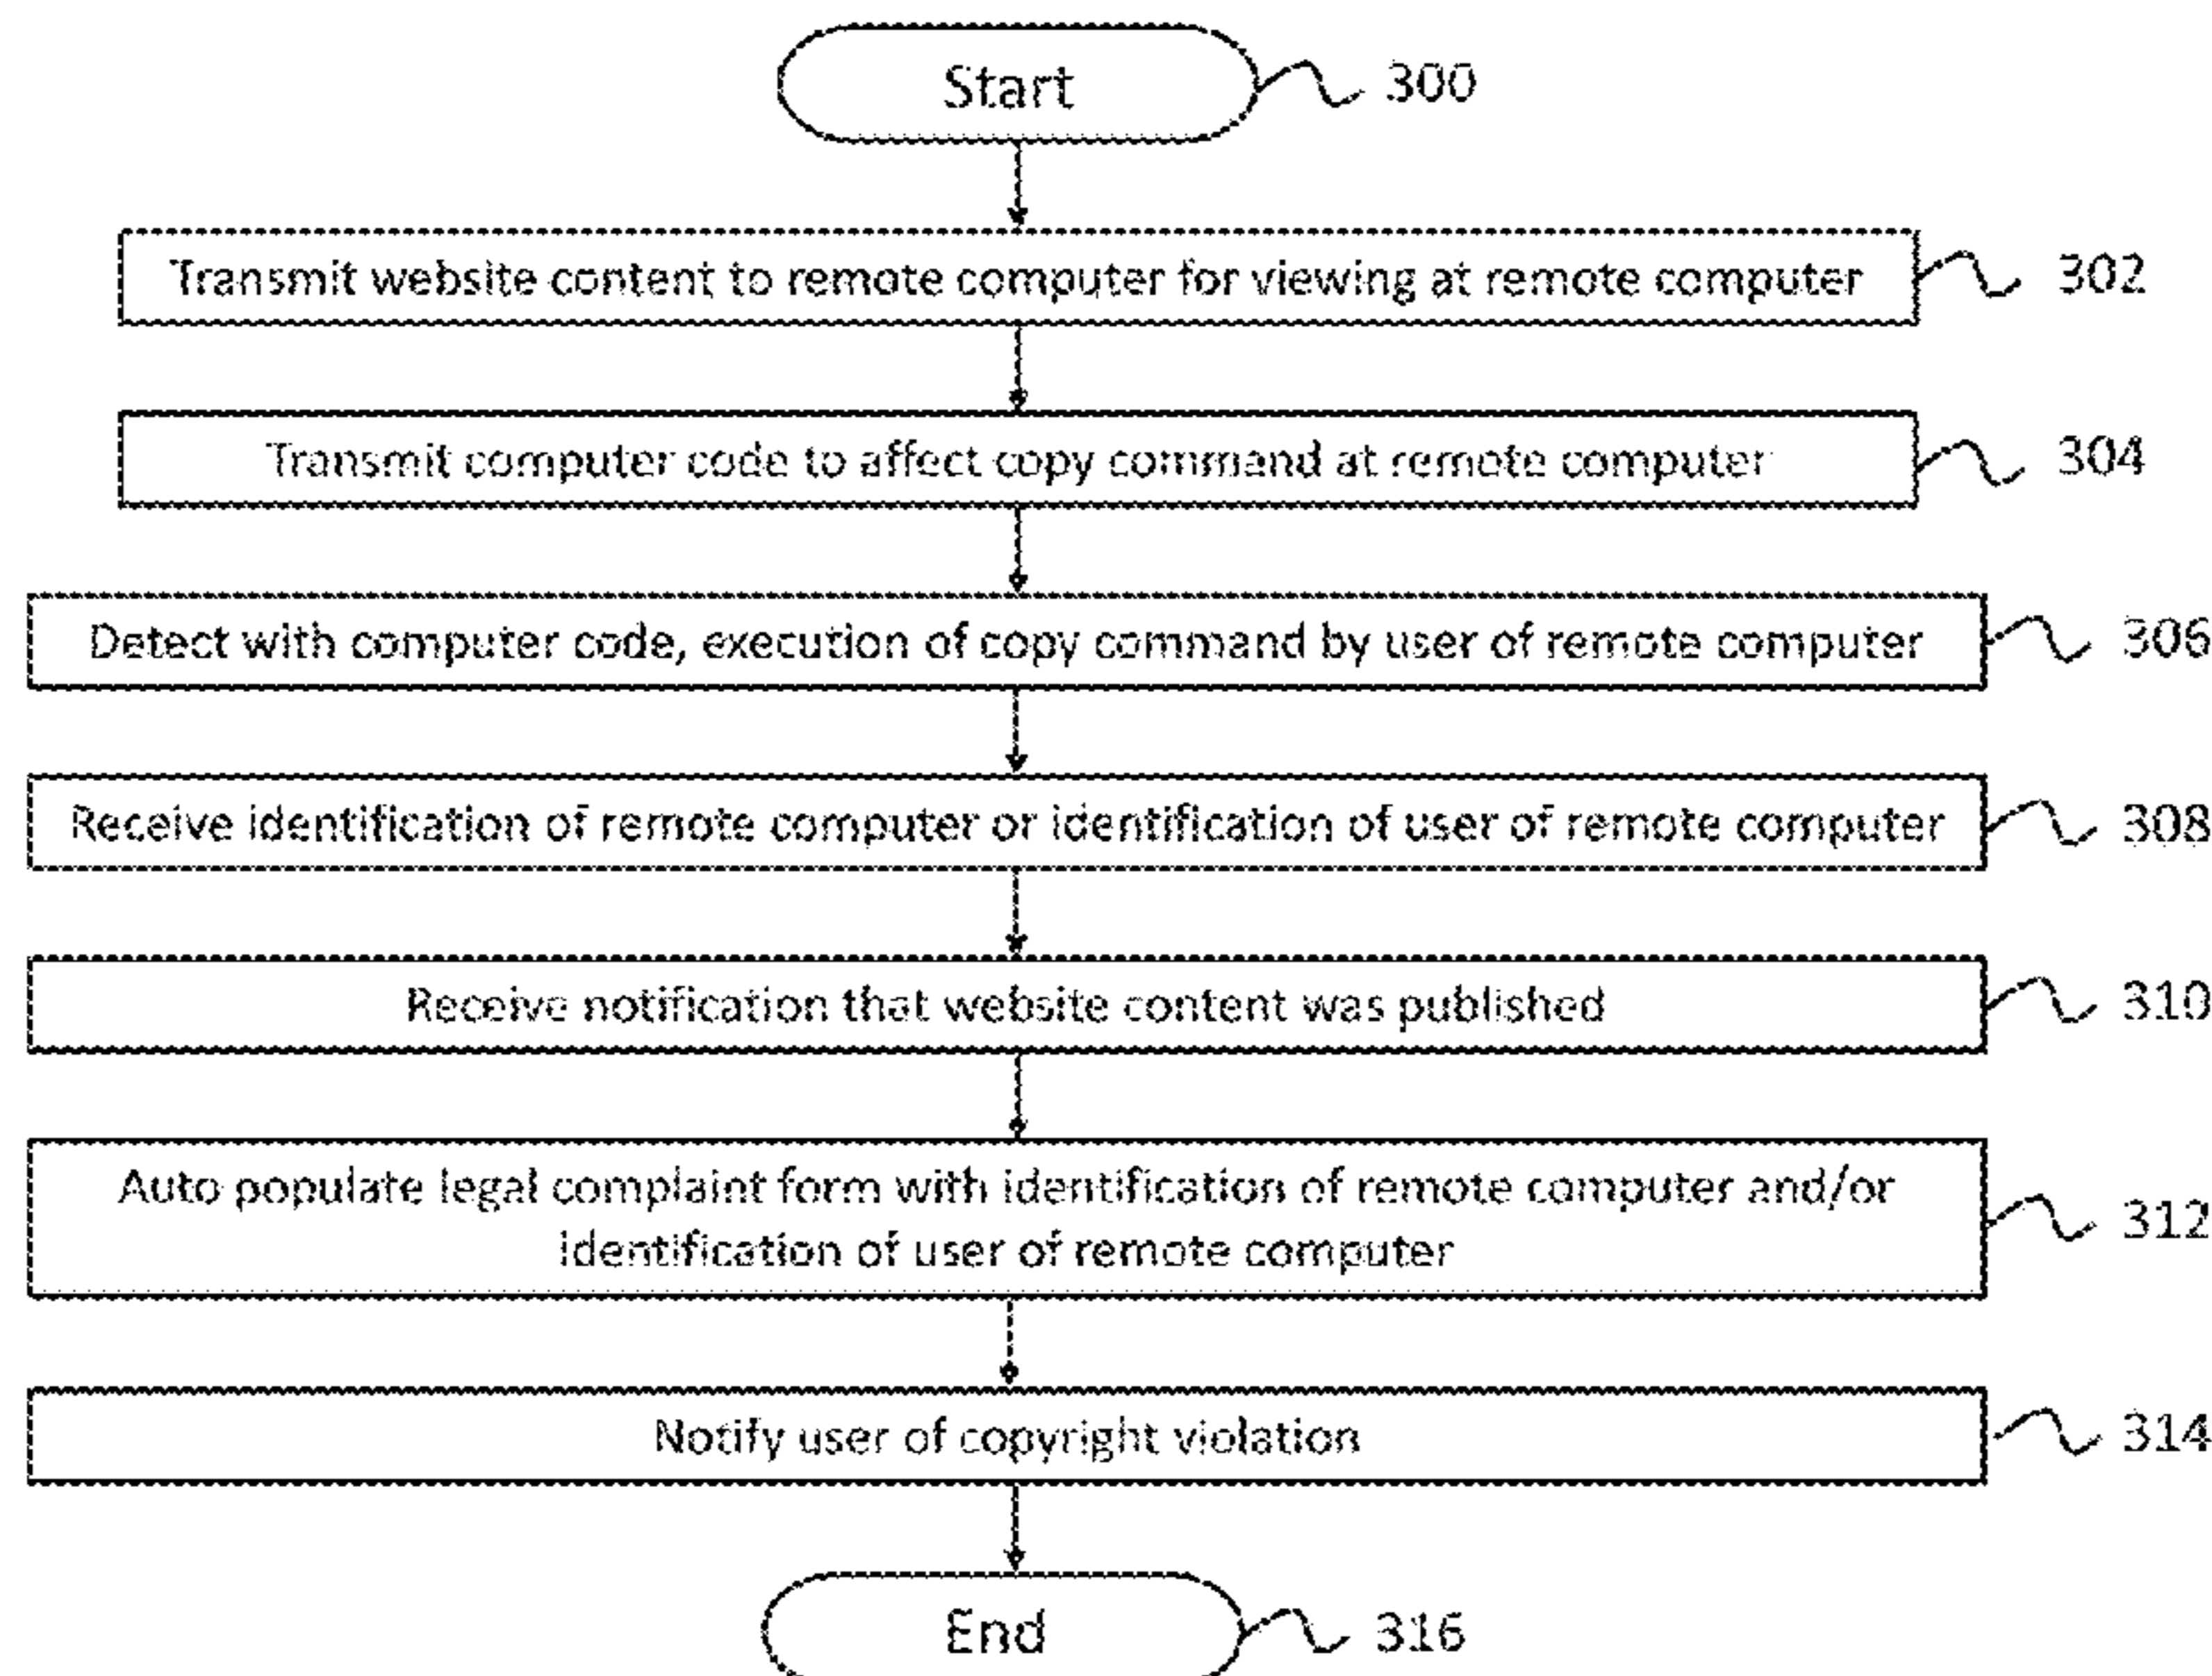 Start 300
Transmit website content to remote computer for viewing at remote computer 302
Transmit computer code to affect copy command at remote computer 304
Detect with computer code, execution of copy command by user of remote computer 306
Receive identification of remote computer or identification of user of remote computer 308
Receive notification that website content was published 310
Auto populate legal complaint form with identification of remote computer and/or
identification of user of remote computer 312
Notify user of copyright violation 314
End 316